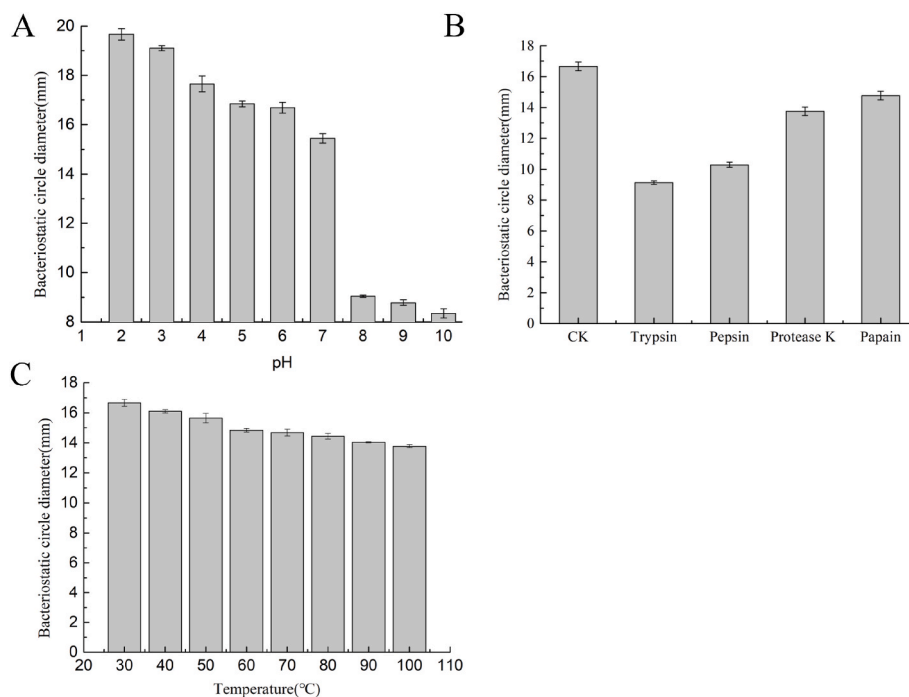 A
20
18
16
14
12
10
8
1 2 3 4 5 6 7 8 9 10
pH
Bacteriostatic circle diameter(mm)
B
18
16
14
12
10
8
6
4
2
0
CK Trypsin Pepsin Protease K Papain
Bacteriostatic circle diameter(mm)
C
18
16
14
12
10
8
6
4
2
0
20 30 40 50 60 70 80 90 100 110
Temperature(°C)
Bacteriostatic circle diameter(mm)